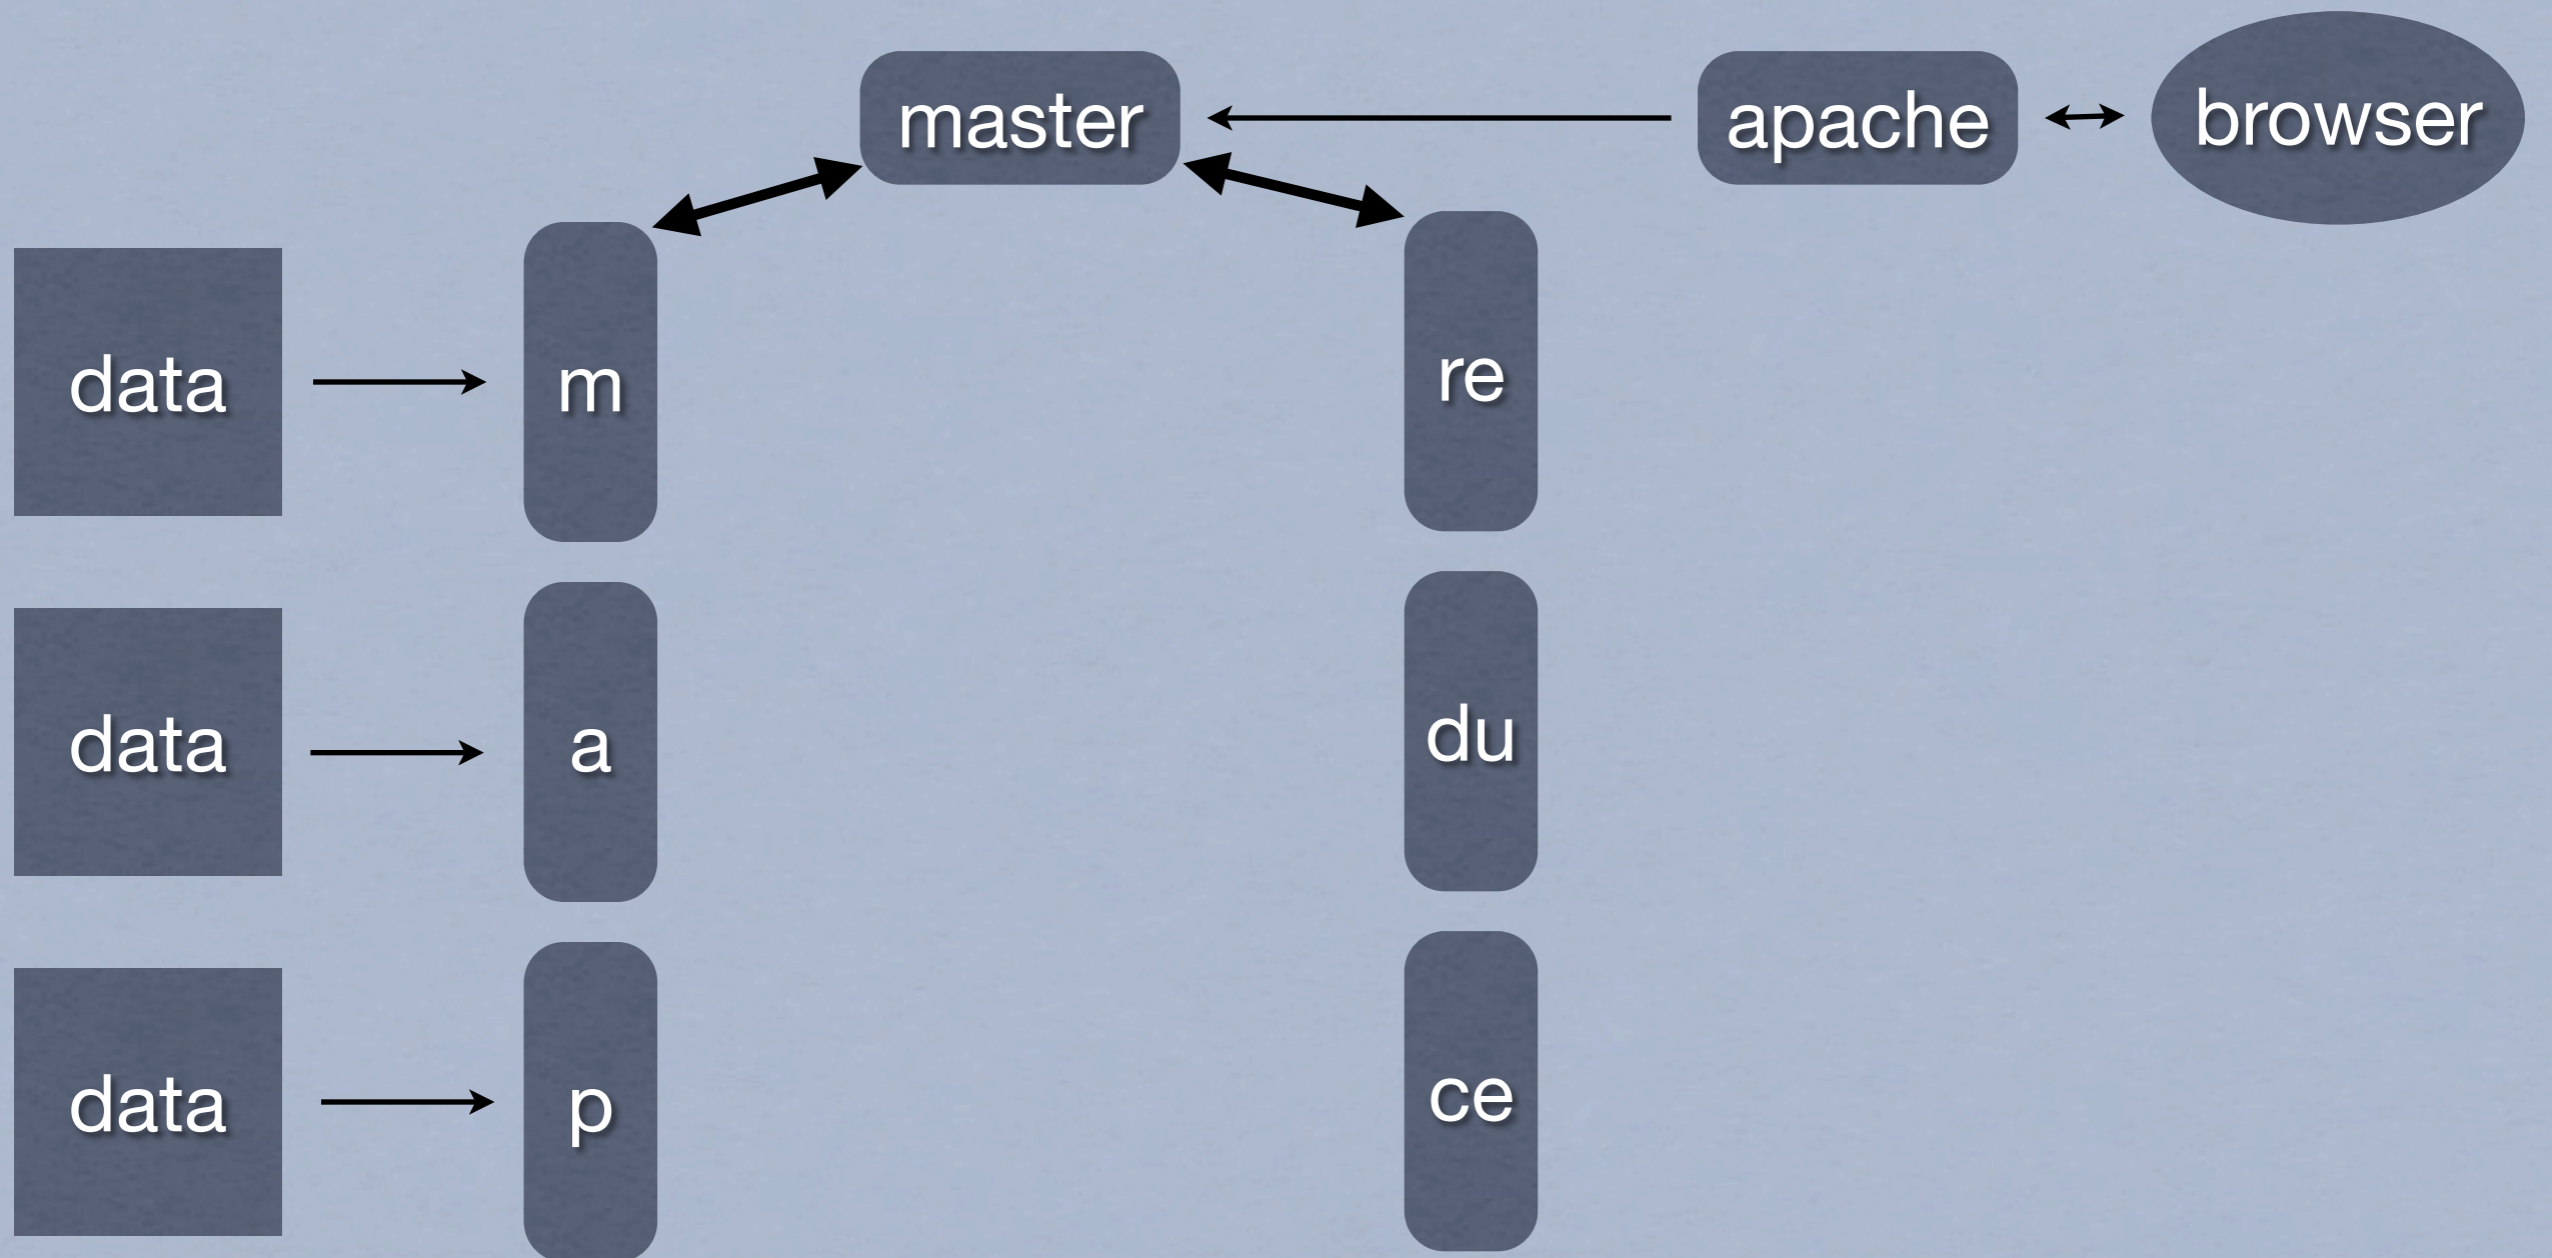 master
apache
browser
data
m
re
data
a
du
data
p
ce